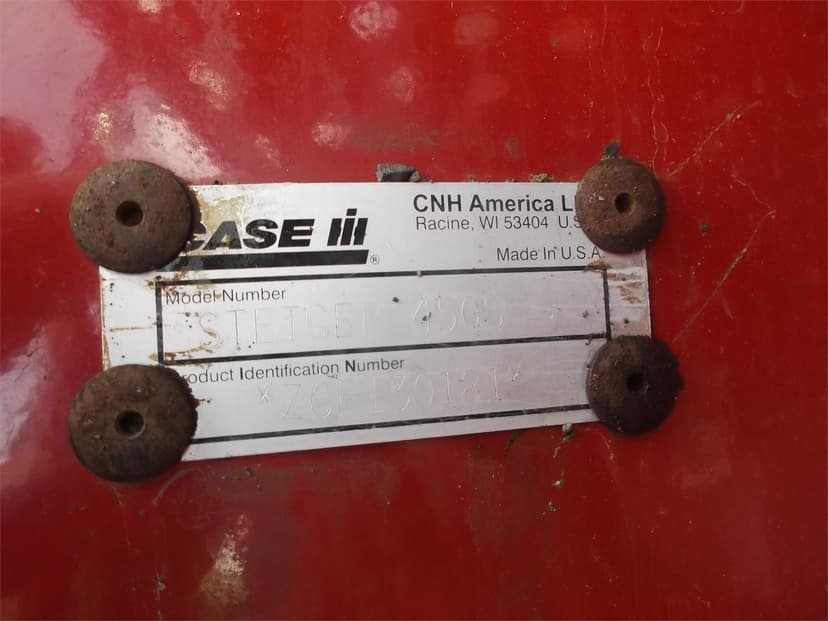 CASE IH ®
CNH America L
Racine, WI 53404 U.S
Made In U.S.A.
Model Number
STEIGER
Product Identification Number